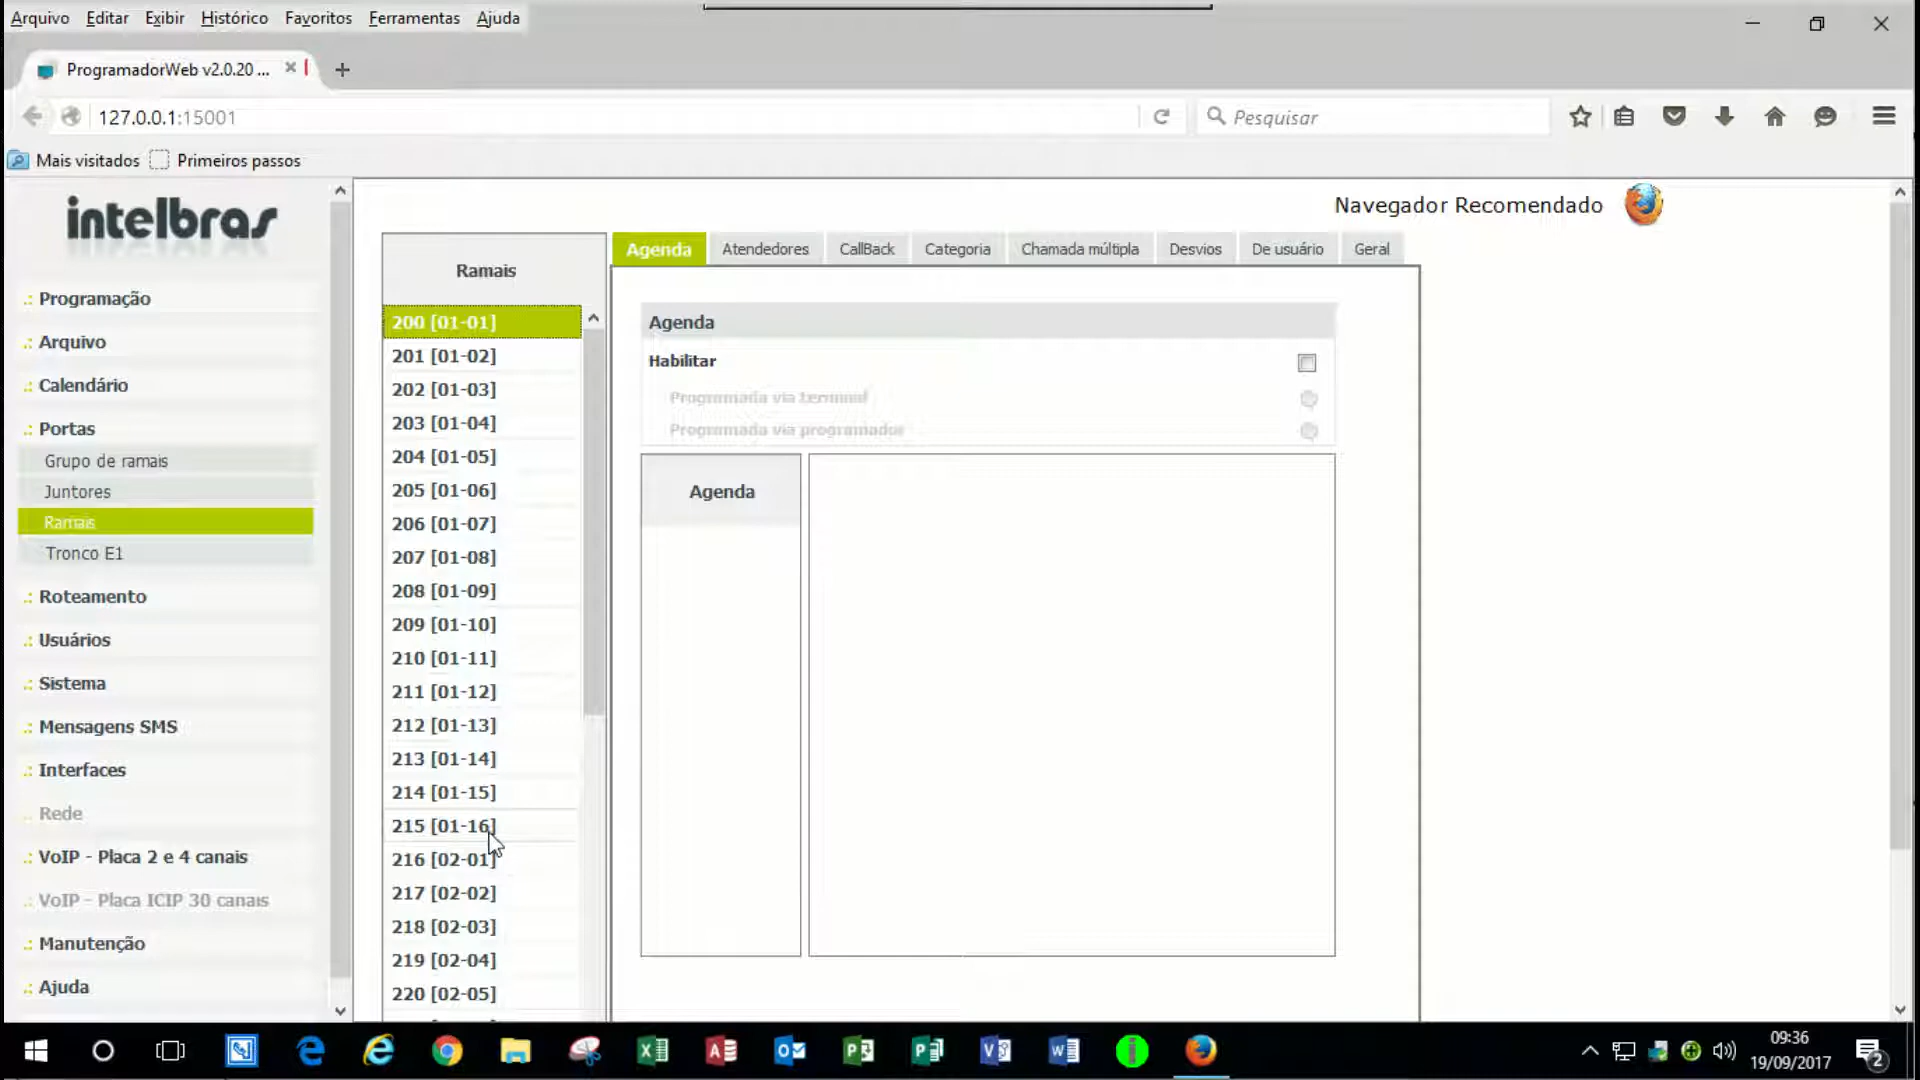 Arquivo Editar Exibir Histórico Favoritos Ferramentas Ajuda
ProgramadorWeb v2.0.20 ...
127.0.0.1:15001
Pesquisar
Mais visitados Primeiros passos
intelbras
Navegador Recomendado
.: Programação
.: Arquivo
.: Calendário
.: Portas
Grupo de ramais
Juntores
Ramais
Tronco E1
.: Roteamento
.: Usuários
.: Sistema
.: Mensagens SMS
.: Interfaces
.: Rede
.: VoIP - Placa 2 e 4 canais
.: VoIP - Placa ICIP 30 canais
.: Manutenção
.: Ajuda
Ramais
200 [01-01]
201 [01-02]
202 [01-03]
203 [01-04]
204 [01-05]
205 [01-06]
206 [01-07]
207 [01-08]
208 [01-09]
209 [01-10]
210 [01-11]
211 [01-12]
212 [01-13]
213 [01-14]
214 [01-15]
215 [01-16]
216 [02-01]
217 [02-02]
218 [02-03]
219 [02-04]
220 [02-05]
Agenda Atendedores CallBack Categoria Chamada múltipla Desvios De usuário Geral
Agenda
Habilitar
Programada via terminal
Programada via programador
Agenda
09:36
19/09/2017
2